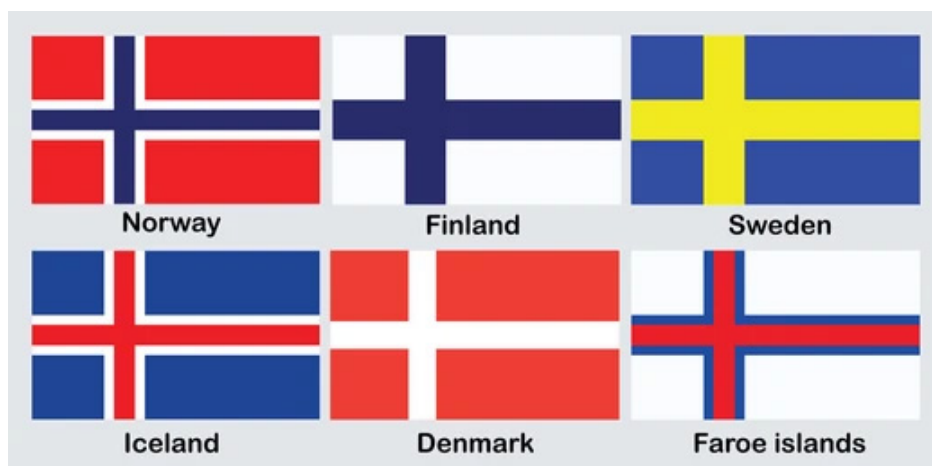 Norway
Finland
Sweden
Iceland
Denmark
Faroe islands